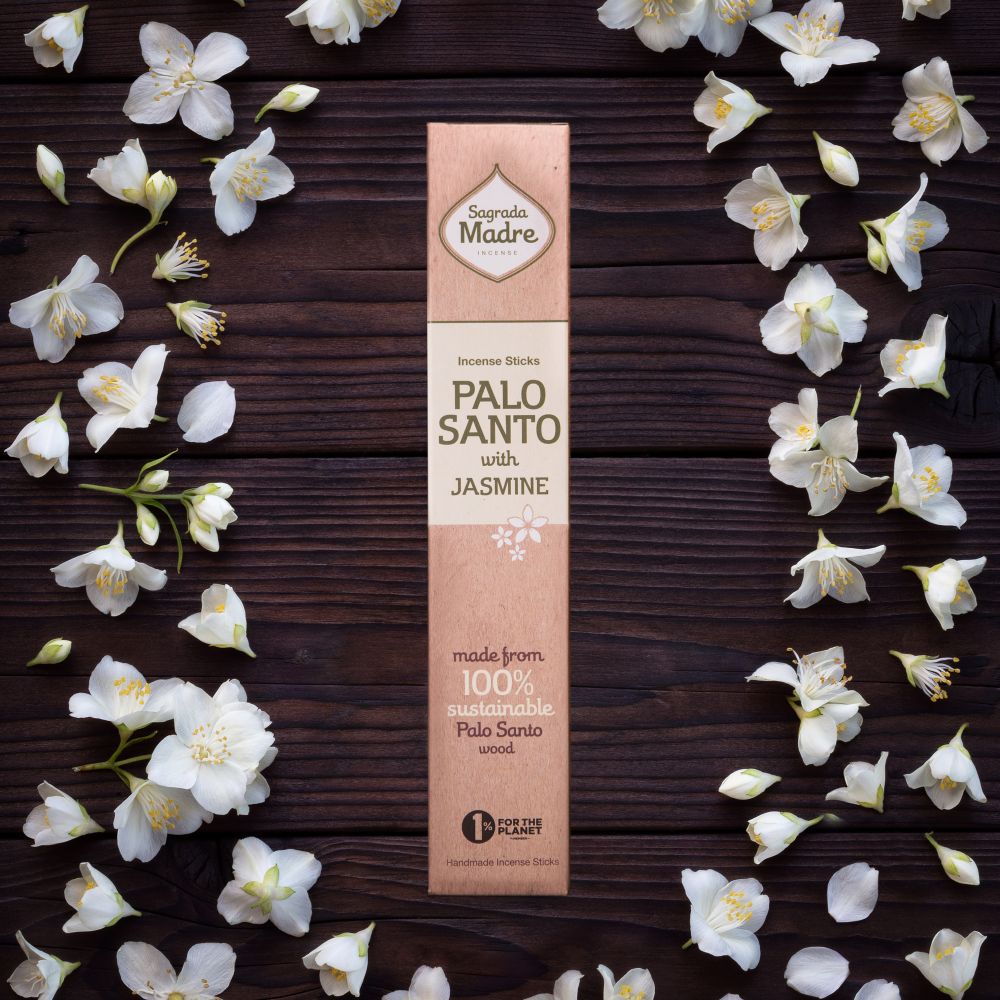 Sagrada
Madre
INCENSE
Incense Sticks
PALO
SANTO
with
JASMINE
made from
100%
sustainable
Palo Santo
wood
1% FOR THE
PLANET
MEMBER
Handmade Incense Sticks